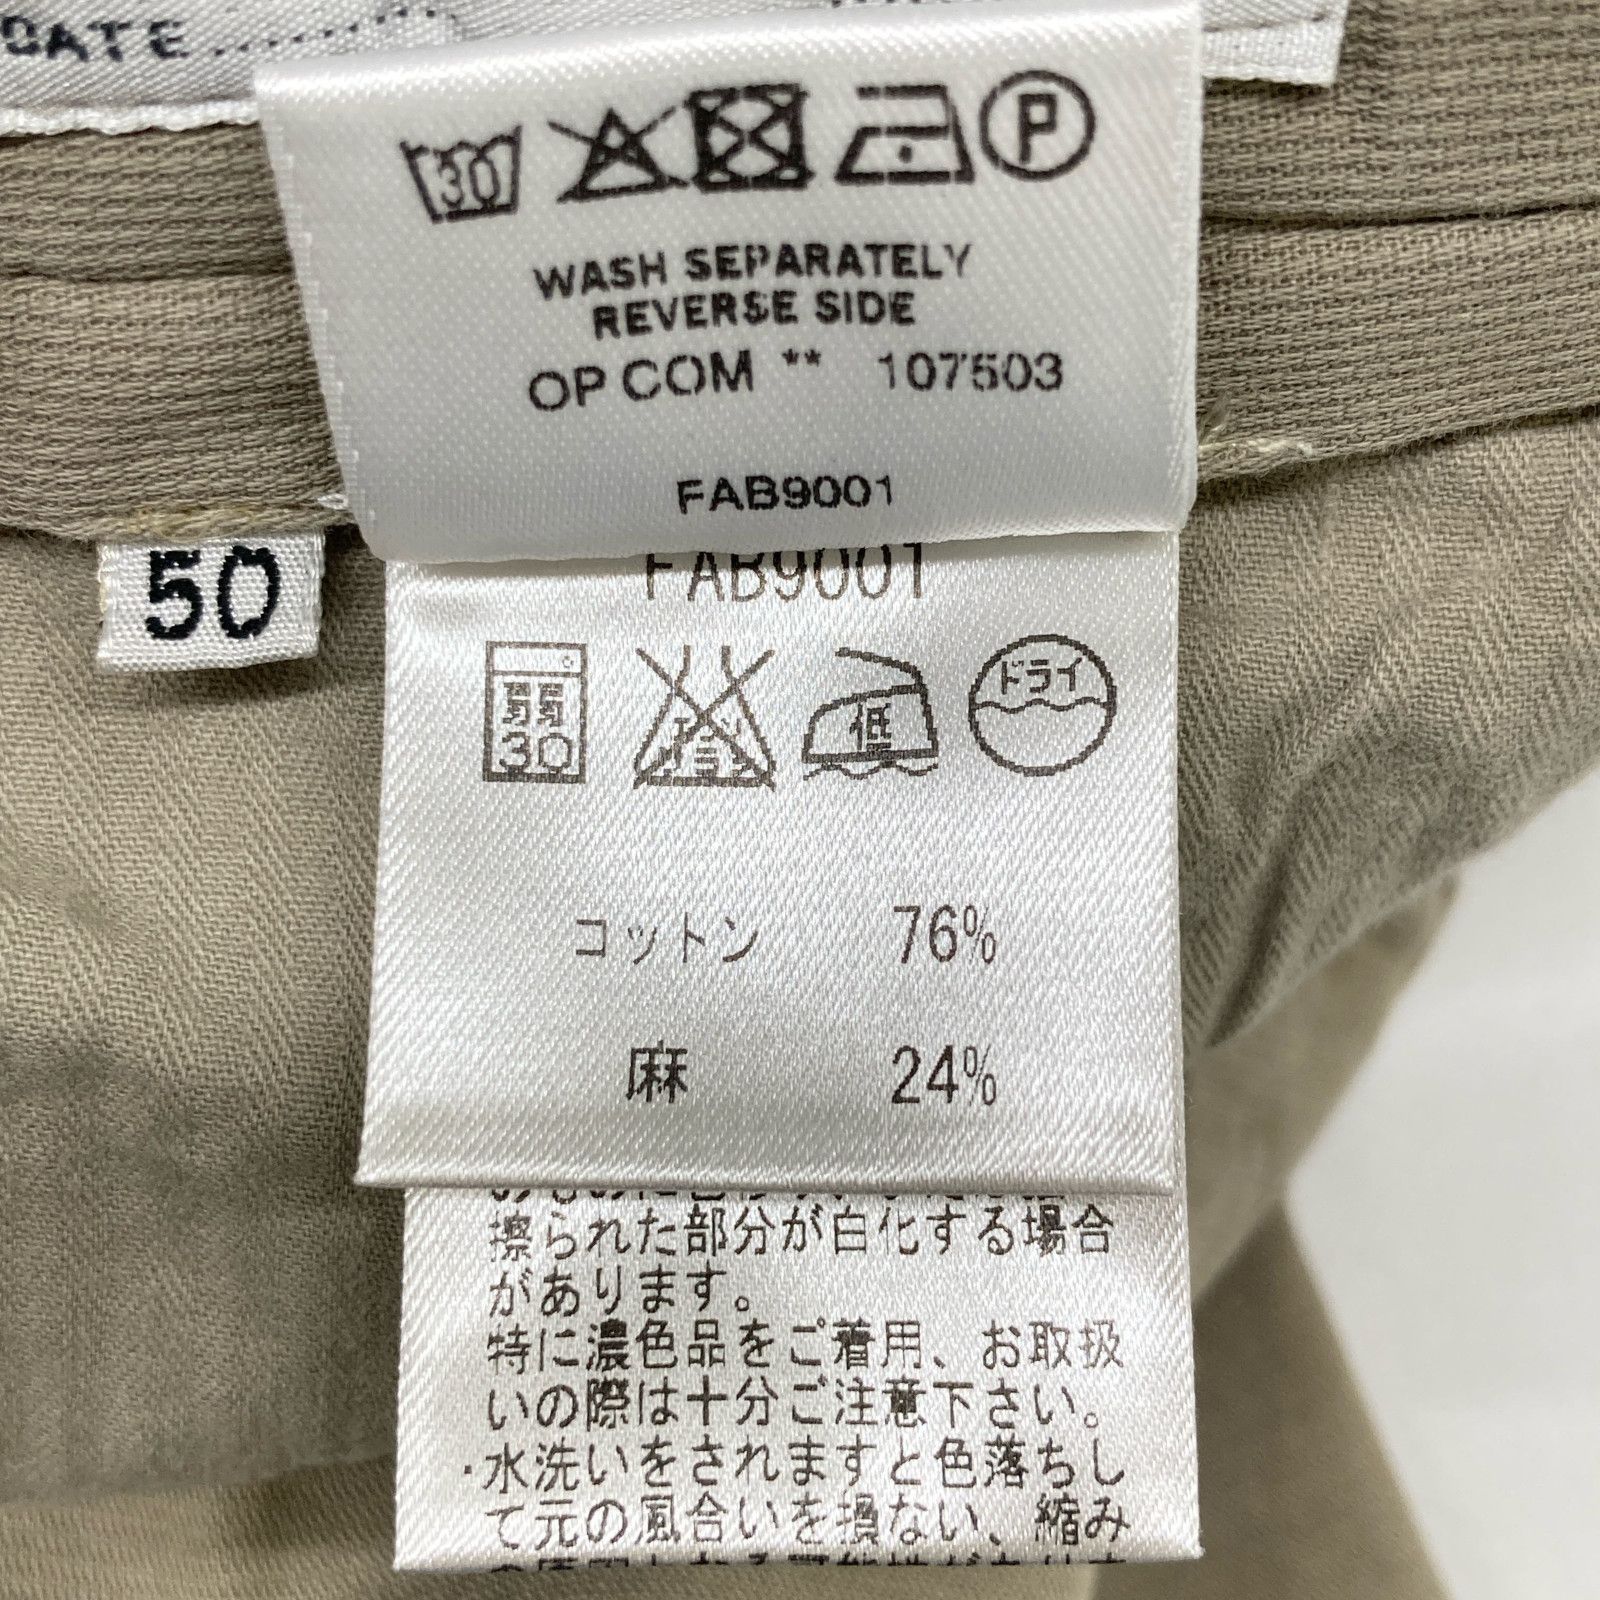 DATE
30
P
WASH SEPARATELY
REVERSE SIDE
OP COM ** 107503
FAB9001
50
FAB9001
弱
30
低
ドライ
コットン 76%
麻 24%
擦られた部分が白化する場合
があります。
特に濃色品をご着用、お取扱
いの際は十分ご注意下さい。
・水洗いをされますと色落ちし
て元の風合いを損ない、縮み